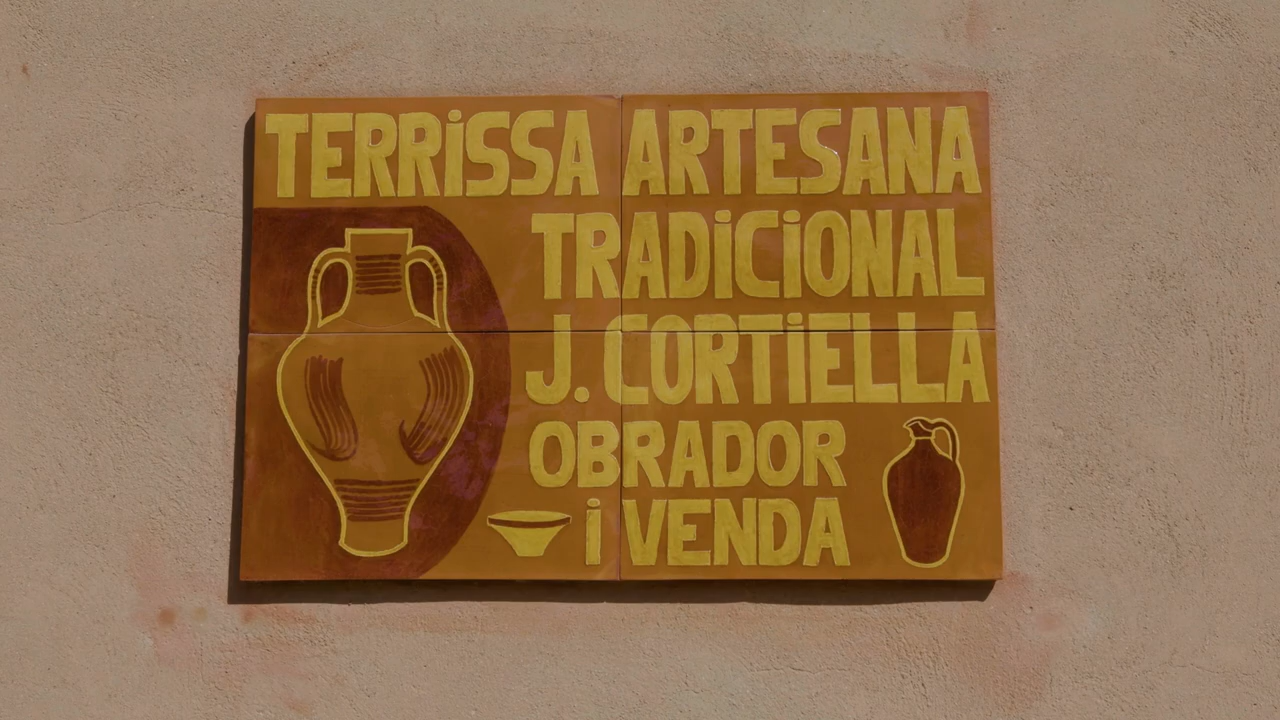 TERRiSSA ARTESANA
TRADiCiONAL
J. CORTiELLA
OBRADOR
i VENDA